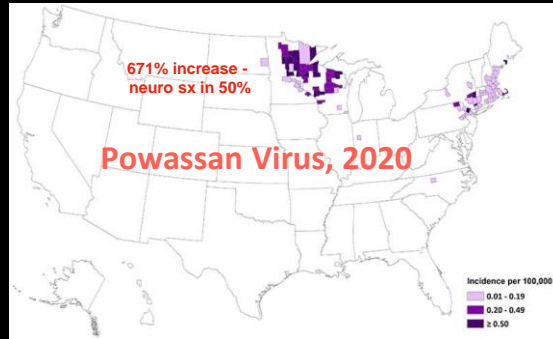 671% increase -
neuro sx in 50%
Powassan Virus, 2020
Incidence per 100,000
0.01 - 0.19
0.20 - 0.49
≥ 0.50